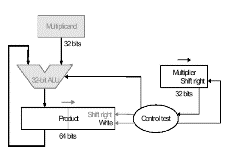 Multiplicand
32 bits
32-bit ALU
Multiplier
Shift right
32 bits
Product
Shift right
Write
Control test
64 bits